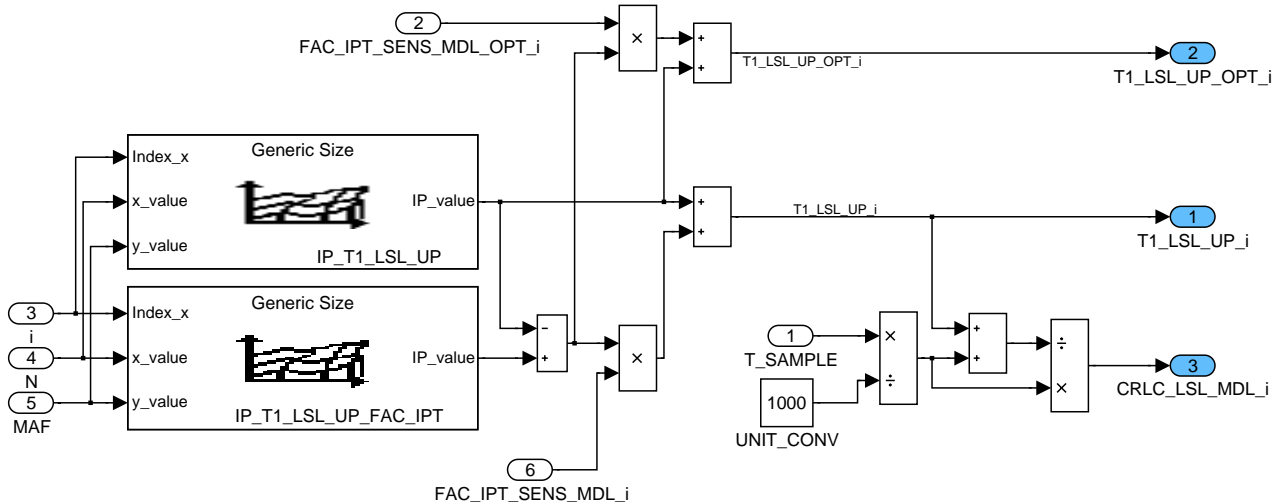 2
FAC_IPT_SENS_MDL_OPT_i
×
+
+
T1_LSL_UP_OPT_i
2
T1_LSL_UP_OPT_i
Generic Size
Index_x
x_value
y_value
IP_value
IP_T1_LSL_UP
+
+
T1_LSL_UP_i
1
T1_LSL_UP_i
3
i
4
N
5
MAF
Generic Size
Index_x
x_value
y_value
IP_value
IP_T1_LSL_UP_FAC_IPT
−
+
×
6
FAC_IPT_SENS_MDL_i
1
T_SAMPLE
1000
UNIT_CONV
×
÷
+
+
÷
×
3
CRLC_LSL_MDL_i